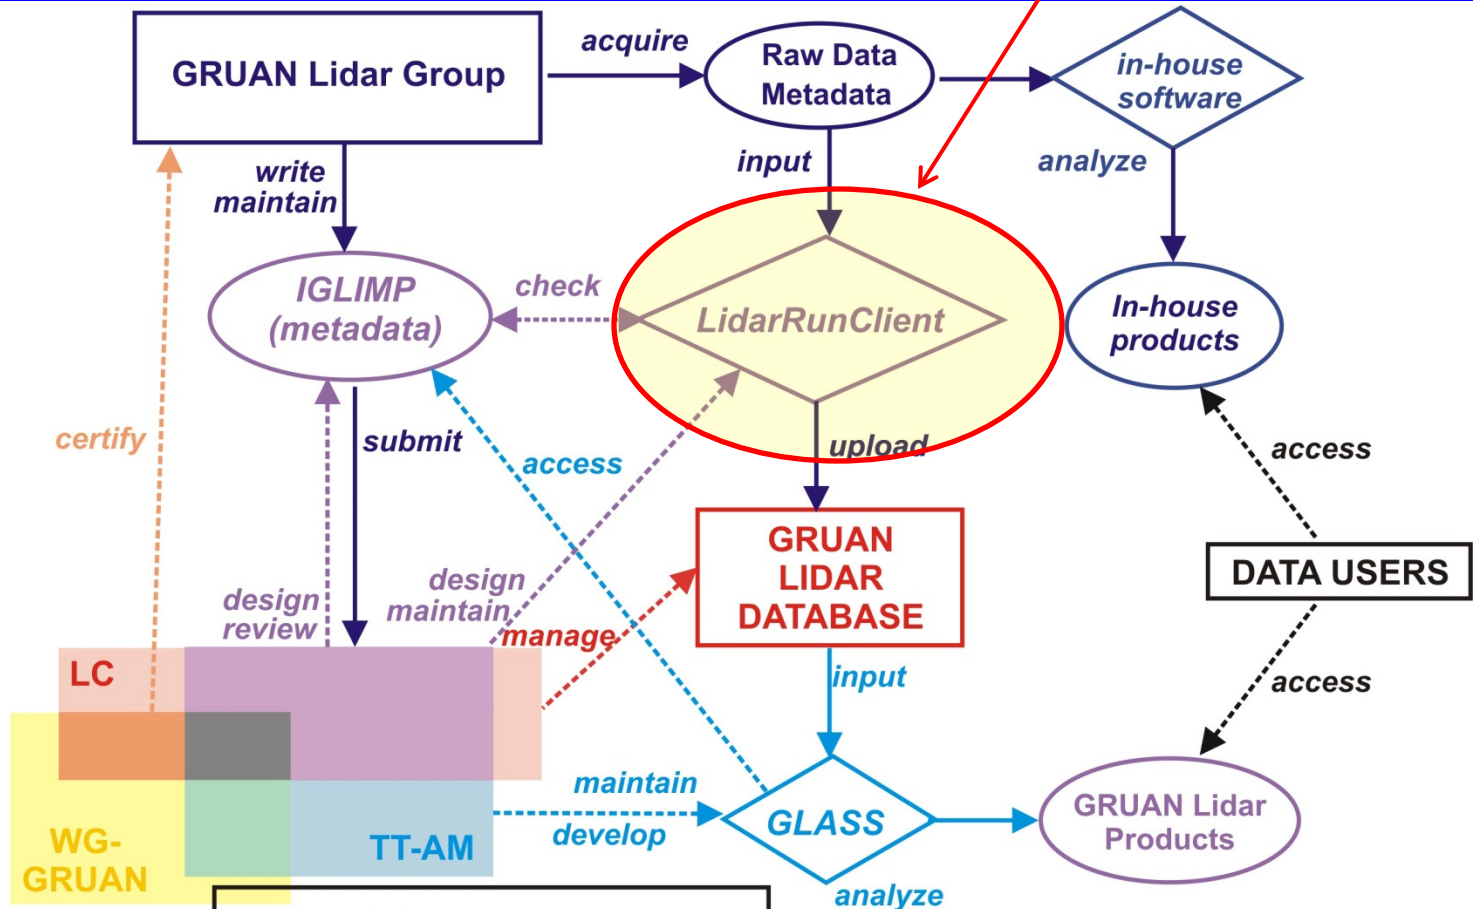 GRUAN Lidar Group
acquire
Raw Data
Metadata
in-house
software
write
maintain
input
analyze
IGLIMP
(metadata)
check
LidarRunClient
In-house
products
certify
submit
access
upload
access
GRUAN
LIDAR
DATABASE
DATA USERS
design
review
design
maintain
manage
LC
input
access
maintain
develop
GLASS
GRUAN Lidar
Products
WG-
GRUAN
TT-AM
analyze